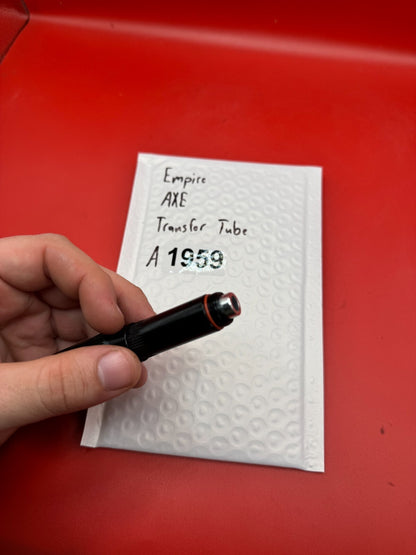 Empire
AXE
Transfer Tube
A 1959